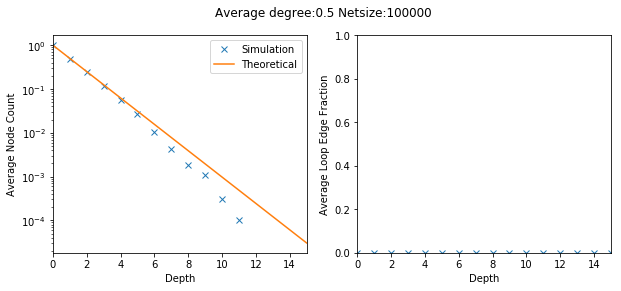 Average degree:0.5 Netsize:100000
Average Node Count
10⁰
10⁻¹
10⁻²
10⁻³
10⁻⁴
0 2 4 6 8 10 12 14
Depth
Simulation
Theoretical
Average Loop Edge Fraction
1.0
0.8
0.6
0.4
0.2
0.0
0 2 4 6 8 10 12 14
Depth